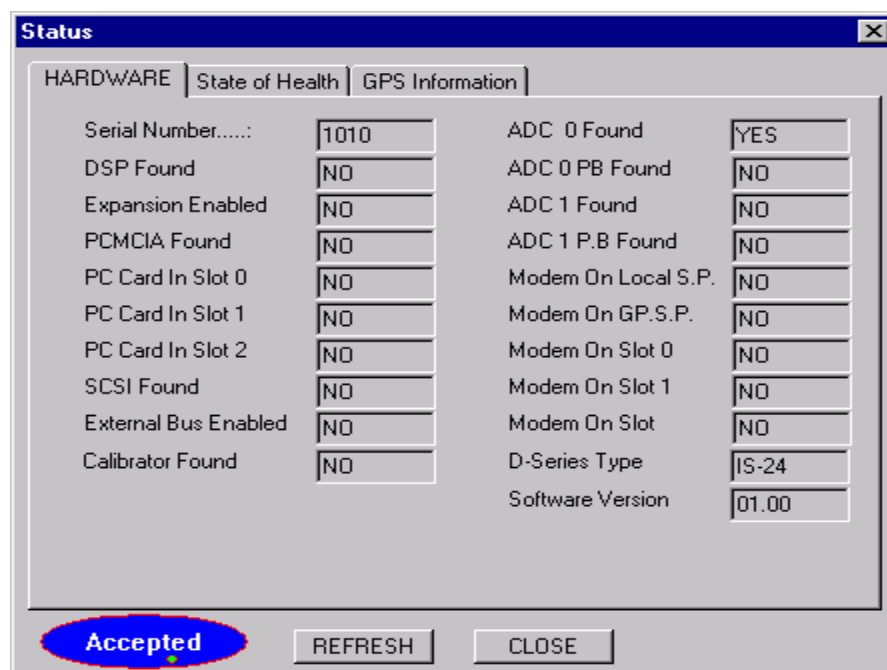 Status
HARDWARE State of Health GPS Information
Serial Number.....: 1010 ADC 0 Found YES
DSP Found NO ADC 0 PB Found NO
Expansion Enabled NO ADC 1 Found NO
PCMCIA Found NO ADC 1 P.B Found NO
PC Card In Slot 0 NO Modem On Local S.P. NO
PC Card In Slot 1 NO Modem On GP.S.P. NO
PC Card In Slot 2 NO Modem On Slot 0 NO
SCSI Found NO Modem On Slot 1 NO
External Bus Enabled NO Modem On Slot NO
Calibrator Found NO D-Series Type IS-24
Software Version 01.00
Accepted REFRESH CLOSE